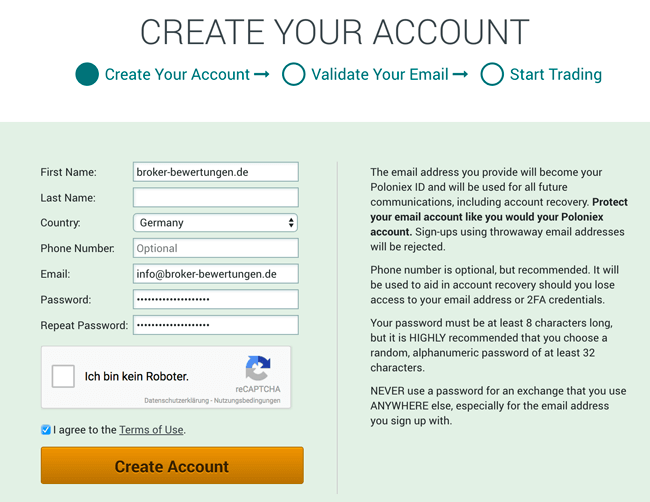 CREATE YOUR ACCOUNT
Create Your Account → Validate Your Email → Start Trading
First Name: broker-bewertungen.de
Last Name:
Country: Germany
Phone Number: Optional
Email: info@broker-bewertungen.de
Password: ••••••••••••••••••••
Repeat Password: ••••••••••••••••••••
Ich bin kein Roboter.
reCAPTCHA
Datenschutzerklärung - Nutzungsbedingungen
I agree to the Terms of Use.
Create Account
The email address you provide will become your
Poloniex ID and will be used for all future
communications, including account recovery. Protect
your email account like you would your Poloniex
account. Sign-ups using throwaway email addresses
will be rejected.
Phone number is optional, but recommended. It will
be used to aid in account recovery should you lose
access to your email address or 2FA credentials.
Your password must be at least 8 characters long,
but it is HIGHLY recommended that you choose a
random, alphanumeric password of at least 32
characters.
NEVER use a password for an exchange that you use
ANYWHERE else, especially for the email address
you sign up with.